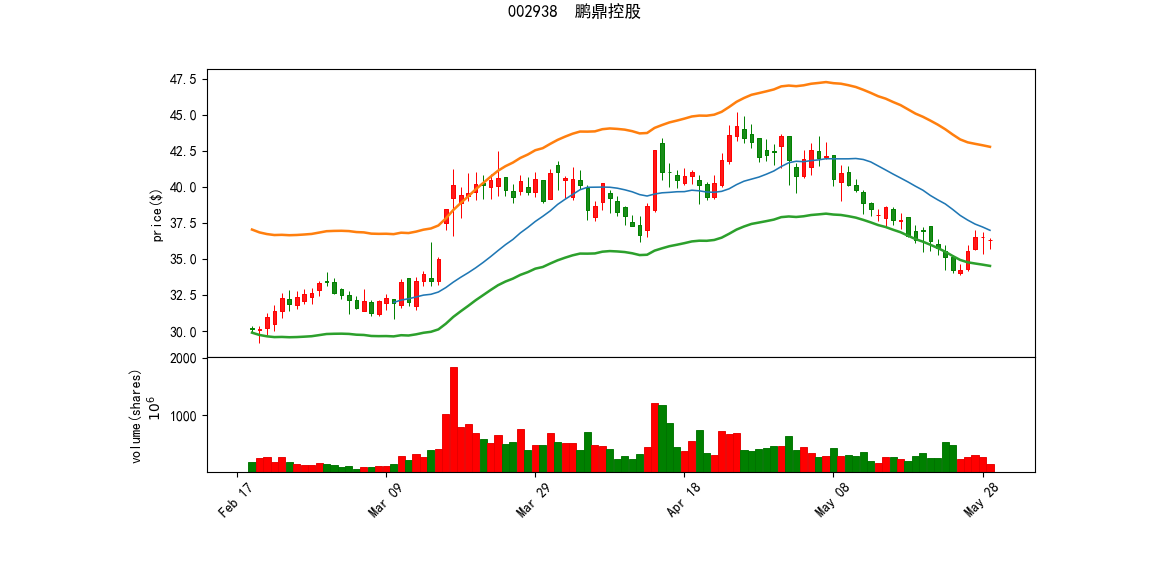 002938 鹏鼎控股
47.5
45.0
42.5
40.0
37.5
35.0
32.5
30.0
price($)
2000
1000
volume(shares)
10^6
Feb 17
Mar 09
Mar 29
Apr 18
May 08
May 28